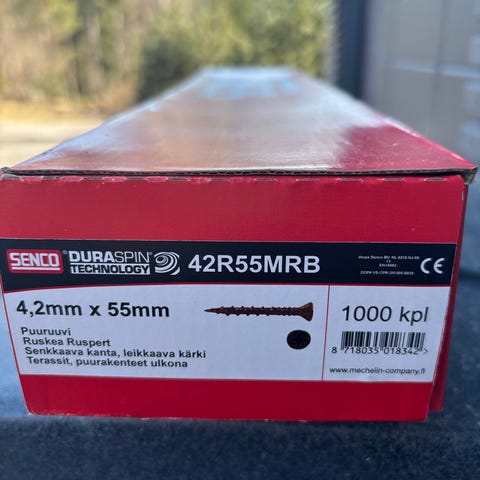 SENCO DURASPIN TECHNOLOGY 42R55MRB
EN14592
CE
4,2mm x 55mm
1000 kpl
Puuruuvi
Ruskea Ruspert
Senkkaava kanta, leikkaava kärki
Terassit, puurakenteet ulkona
8 718035 018342 >
www.mechelin-company.fi